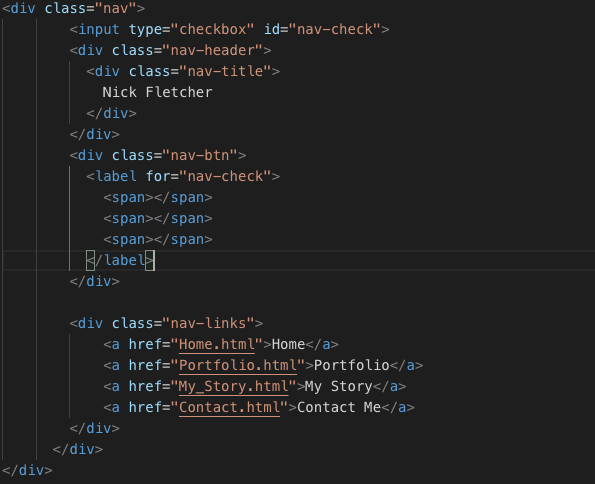 <div class="nav">
<input type="checkbox" id="nav-check">
<div class="nav-header">
<div class="nav-title">
Nick Fletcher
</div>
</div>
<div class="nav-btn">
<label for="nav-check">
<span></span>
<span></span>
<span></span>
</label>
</div>
<div class="nav-links">
<a href="Home.html">Home</a>
<a href="Portfolio.html">Portfolio</a>
<a href="My_Story.html">My Story</a>
<a href="Contact.html">Contact Me</a>
</div>
</div>
</div>